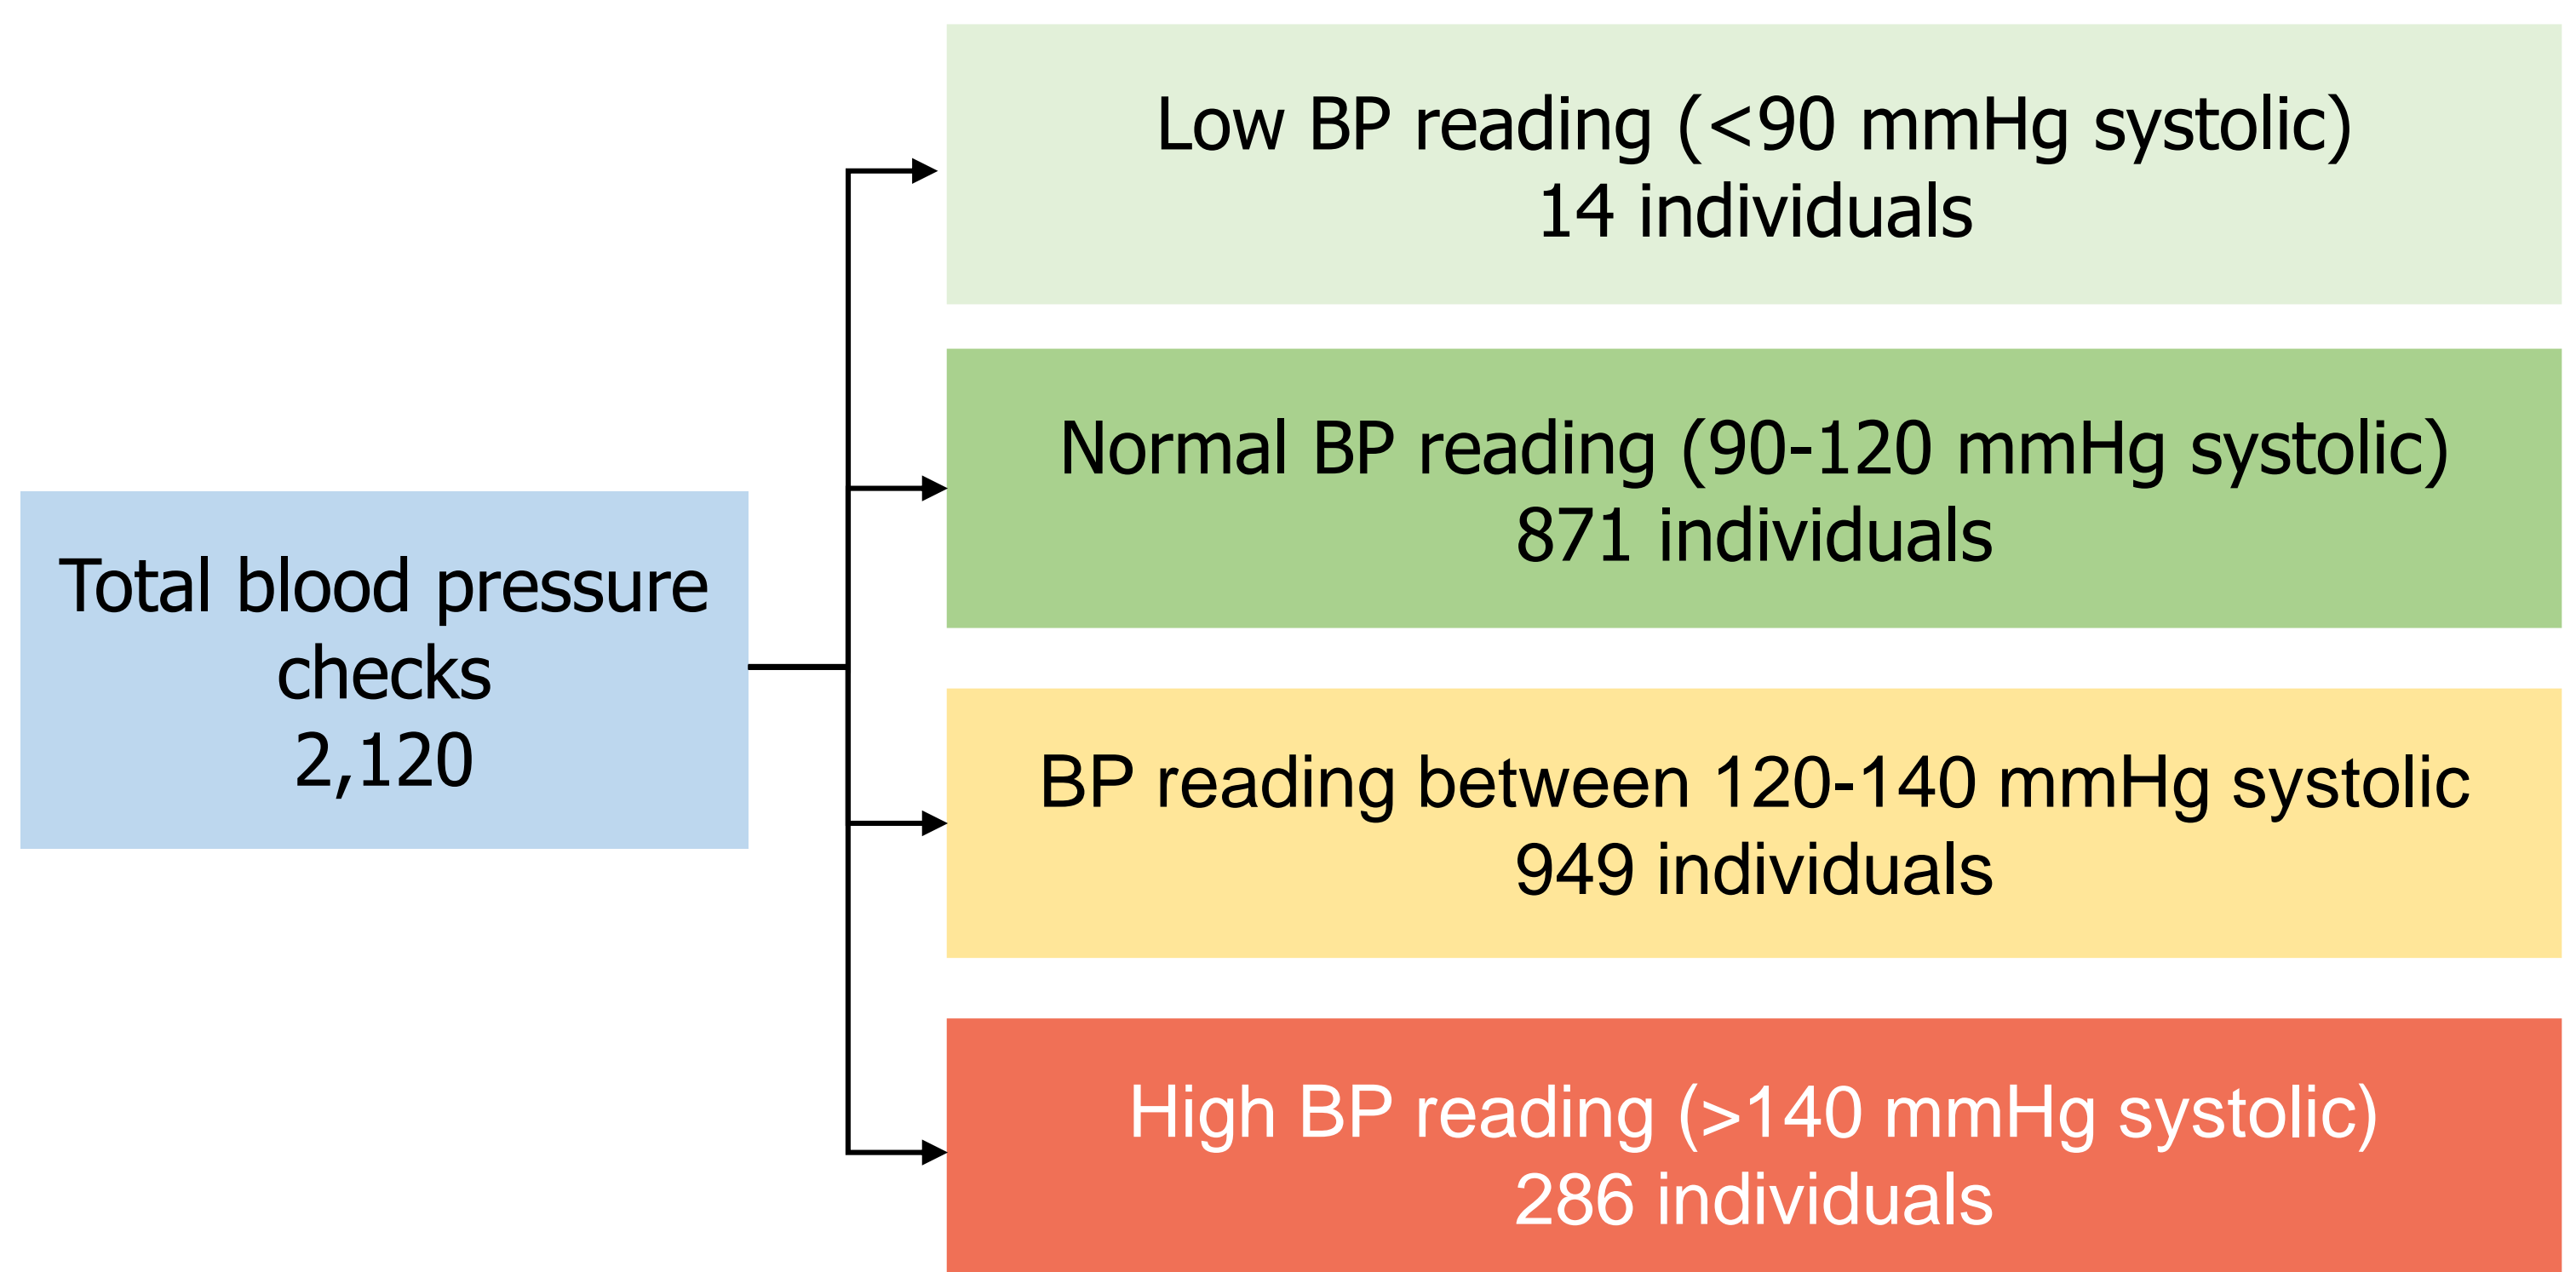 Total blood pressure
checks
2,120
Low BP reading (<90 mmHg systolic)
14 individuals
Normal BP reading (90-120 mmHg systolic)
871 individuals
BP reading between 120-140 mmHg systolic
949 individuals
High BP reading (>140 mmHg systolic)
286 individuals